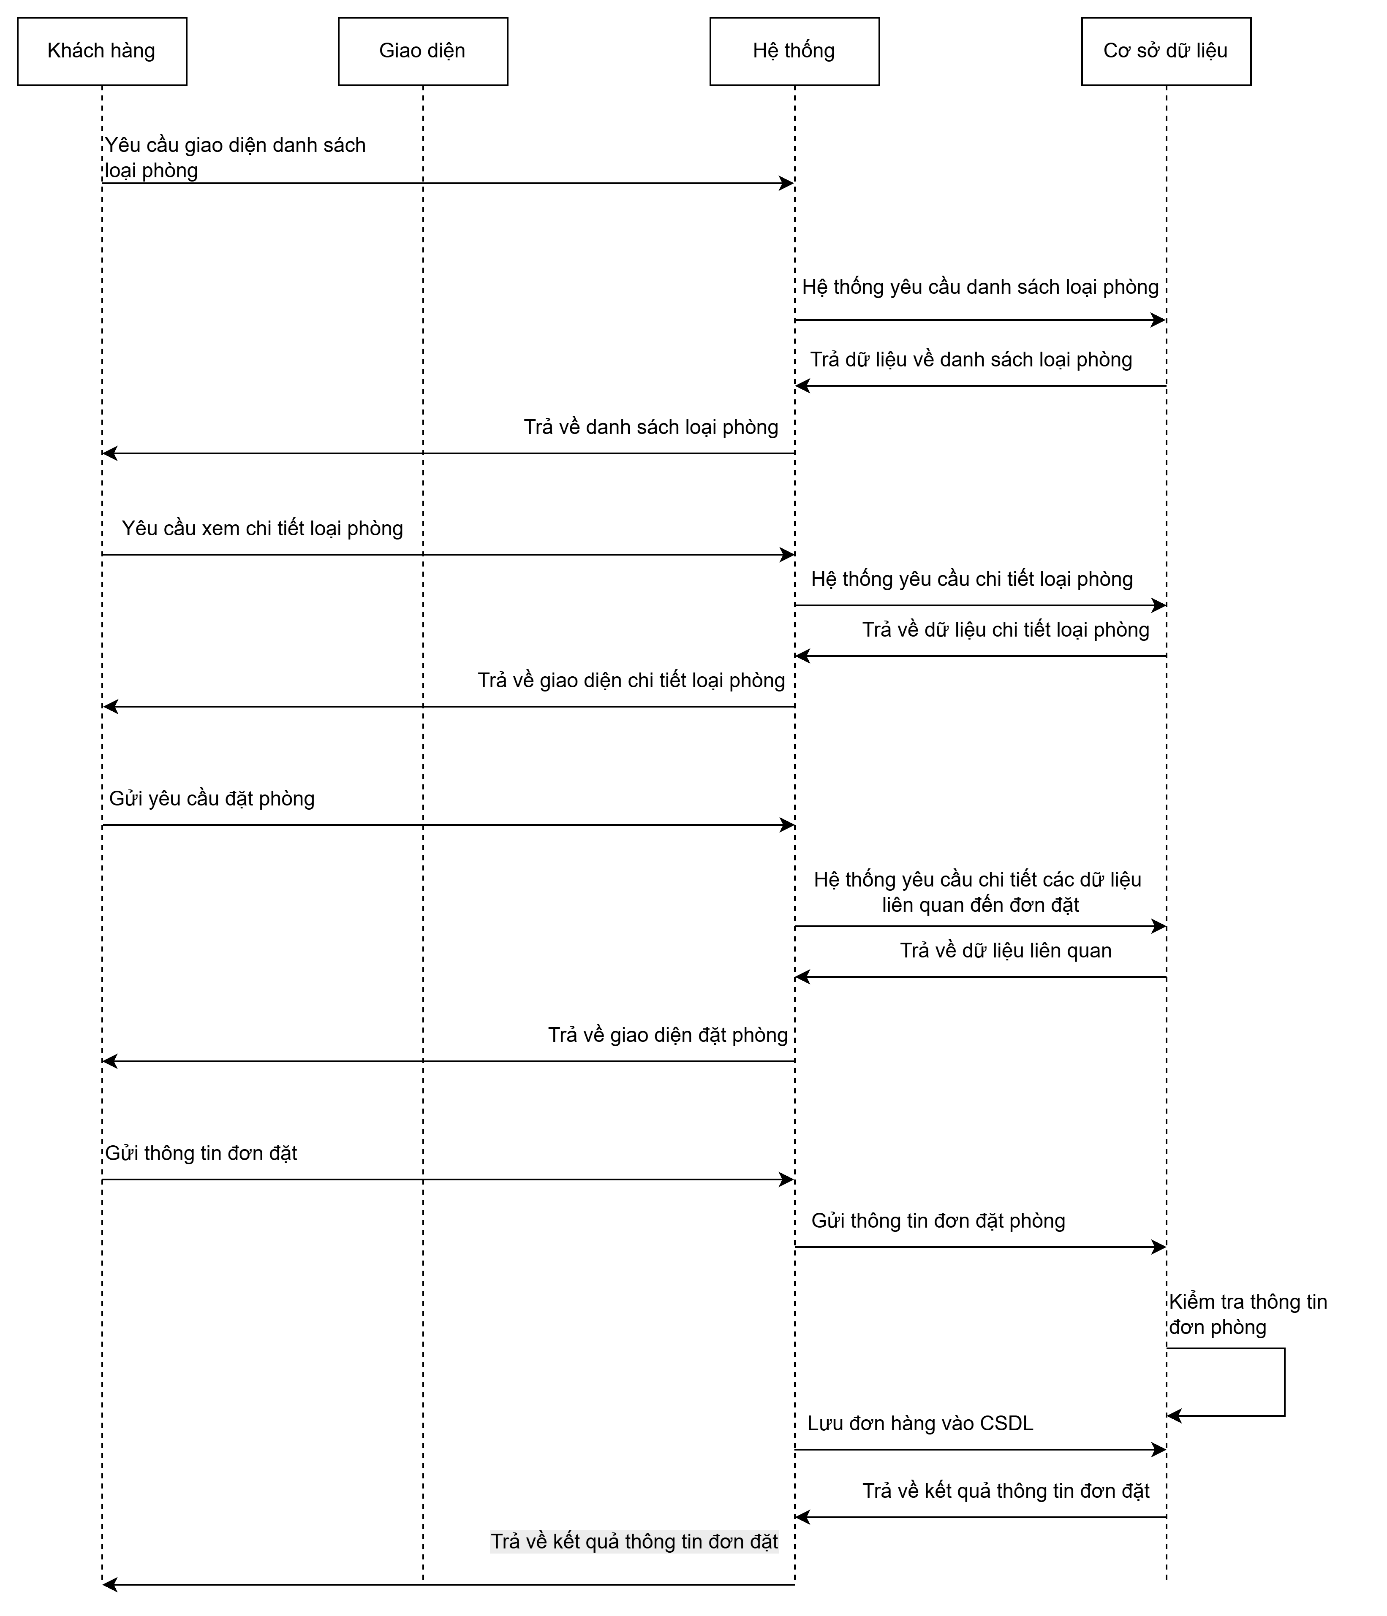 Khách hàng
Giao diện
Hệ thống
Cơ sở dữ liệu
Yêu cầu giao diện danh sách
loại phòng
Hệ thống yêu cầu danh sách loại phòng
Trả dữ liệu về danh sách loại phòng
Trả về danh sách loại phòng
Yêu cầu xem chi tiết loại phòng
Hệ thống yêu cầu chi tiết loại phòng
Trả về dữ liệu chi tiết loại phòng
Trả về giao diện chi tiết loại phòng
Gửi yêu cầu đặt phòng
Hệ thống yêu cầu chi tiết các dữ liệu
liên quan đến đơn đặt
Trả về dữ liệu liên quan
Trả về giao diện đặt phòng
Gửi thông tin đơn đặt
Gửi thông tin đơn đặt phòng
Kiểm tra thông tin
đơn phòng
Lưu đơn hàng vào CSDL
Trả về kết quả thông tin đơn đặt
Trả về kết quả thông tin đơn đặt